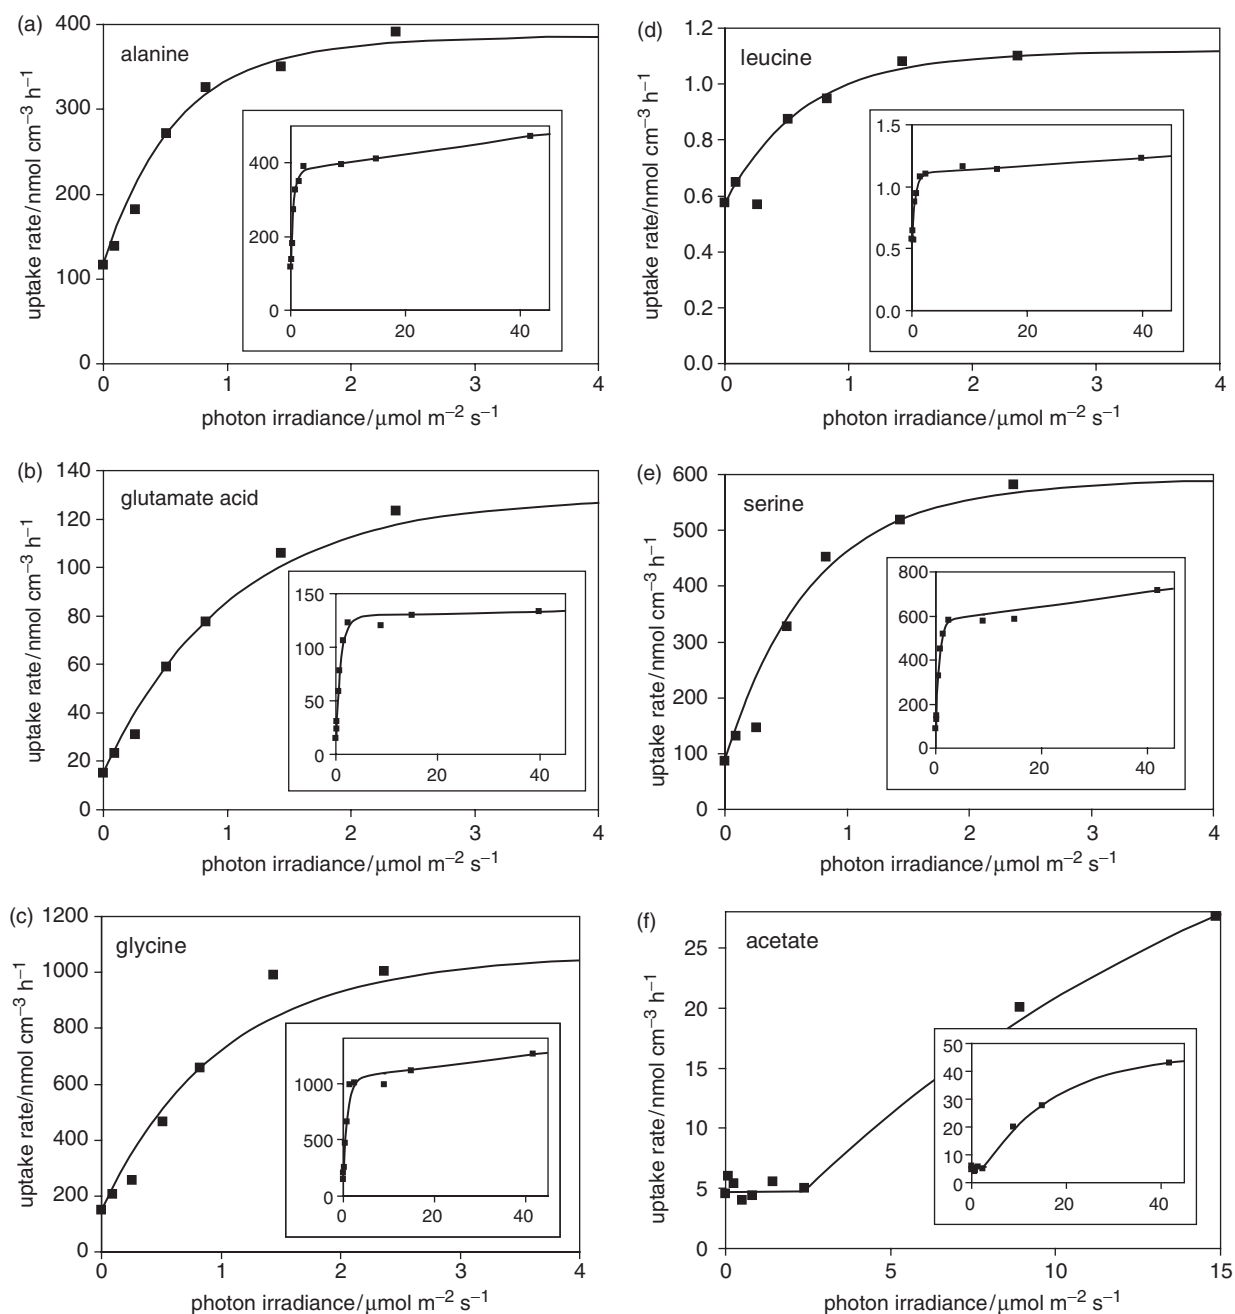 (a)
alanine
uptake rate/nmol cm⁻³ h⁻¹
400
300
200
100
0
0 1 2 3 4
photon irradiance/μmol m⁻² s⁻¹
400
200
0
0 20 40
(d)
leucine
uptake rate/nmol cm⁻³ h⁻¹
1.2
1.0
0.8
0.6
0.4
0.2
0.0
0 1 2 3 4
photon irradiance/μmol m⁻² s⁻¹
1.5
1.0
0.5
0.0
0 20 40
(b)
glutamate acid
uptake rate/nmol cm⁻³ h⁻¹
140
120
100
80
60
40
20
0
0 1 2 3 4
photon irradiance/μmol m⁻² s⁻¹
150
100
50
0
0 20 40
(e)
serine
uptake rate/nmol cm⁻³ h⁻¹
600
500
400
300
200
100
0
0 1 2 3 4
photon irradiance/μmol m⁻² s⁻¹
800
600
400
200
0
0 20 40
(c)
glycine
uptake rate/nmol cm⁻³ h⁻¹
1200
1000
800
600
400
200
0
0 1 2 3 4
photon irradiance/μmol m⁻² s⁻¹
1000
500
0
0 20 40
(f)
acetate
uptake rate/nmol cm⁻³ h⁻¹
25
20
15
10
5
0
0 5 10 15
photon irradiance/μmol m⁻² s⁻¹
50
40
30
20
10
0
0 20 40